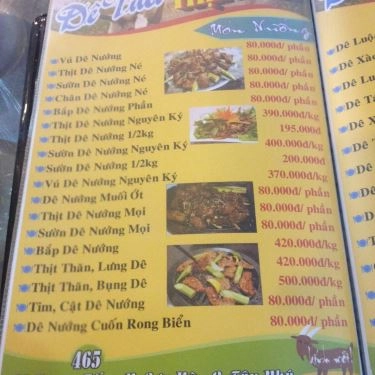 Món Nướng
Vú Dê Nướng 80.000đ/ phần
Thịt Dê Nướng Né 80.000đ/ phần
Sườn Dê Nướng Né 80.000đ/ phần
Chân Dê Nướng Né 80.000đ/ phần
Bắp Nướng Phần 80.000đ/ phần
Thịt Dê Nướng Nguyên Ký 390.000đ/kg
Thịt Dê Nướng 1/2kg 195.000đ
Sườn Dê Nướng Nguyên Ký 400.000đ/kg
Sườn Dê Nướng 1/2kg 200.000đ
Vú Dê Nướng Nguyên Ký 370.000đ/kg
Dê Nướng Muối Ớt 80.000đ/ phần
Thịt Dê Nướng Mọi 80.000đ/ phần
Sườn Dê Nướng Mọi 80.000đ/ phần
Bắp Dê Nướng 420.000đ/kg
Thịt Thăn, Lưng Dê 420.000đ/kg
Thịt Thăn, Bụng Dê 500.000đ/kg
Tim, Cật Dê Nướng 80.000đ/ phần
Dê Nướng Cuốn Rong Biển 80.000đ/ phần
465